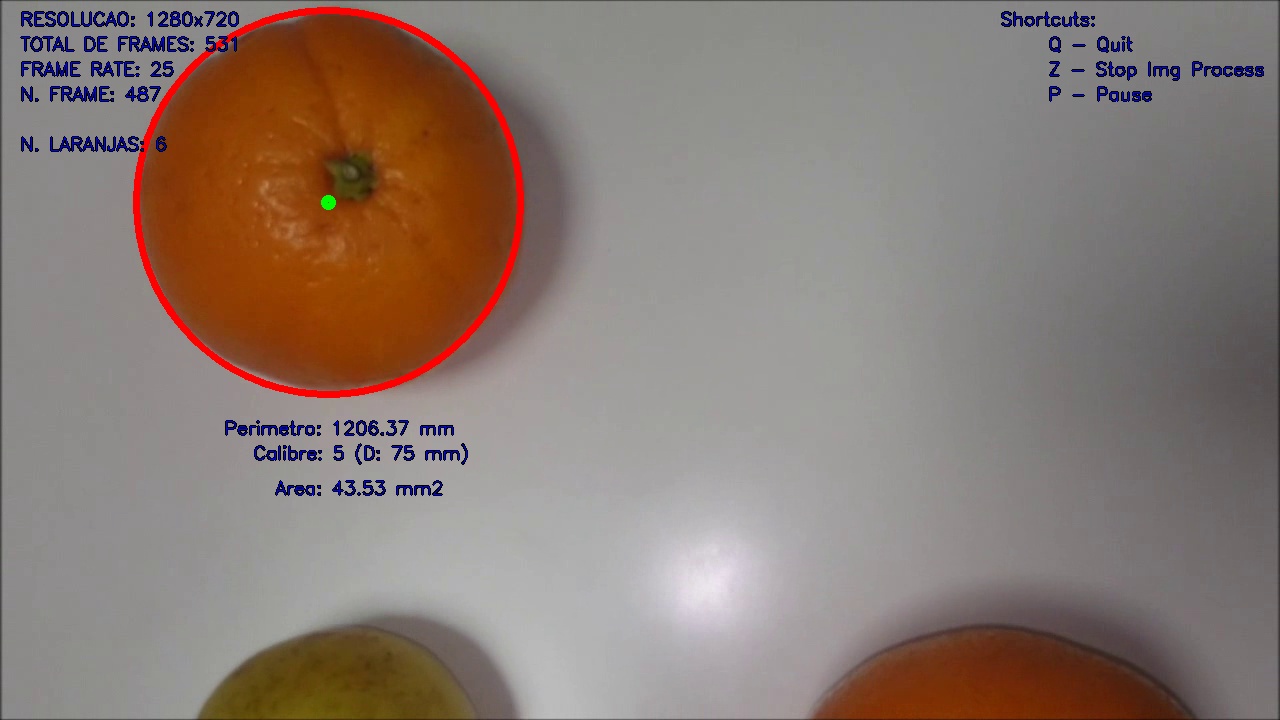 RESOLUCAO: 1280x720
TOTAL DE FRAMES: 531
FRAME RATE: 25
N. FRAME: 487
N. LARANJAS: 6
Shortcuts:
Q - Quit
Z - Stop Img Process
P - Pause
Perimetro: 1206.37 mm
Calibre: 5 (D: 75 mm)
Area: 43.53 mm2